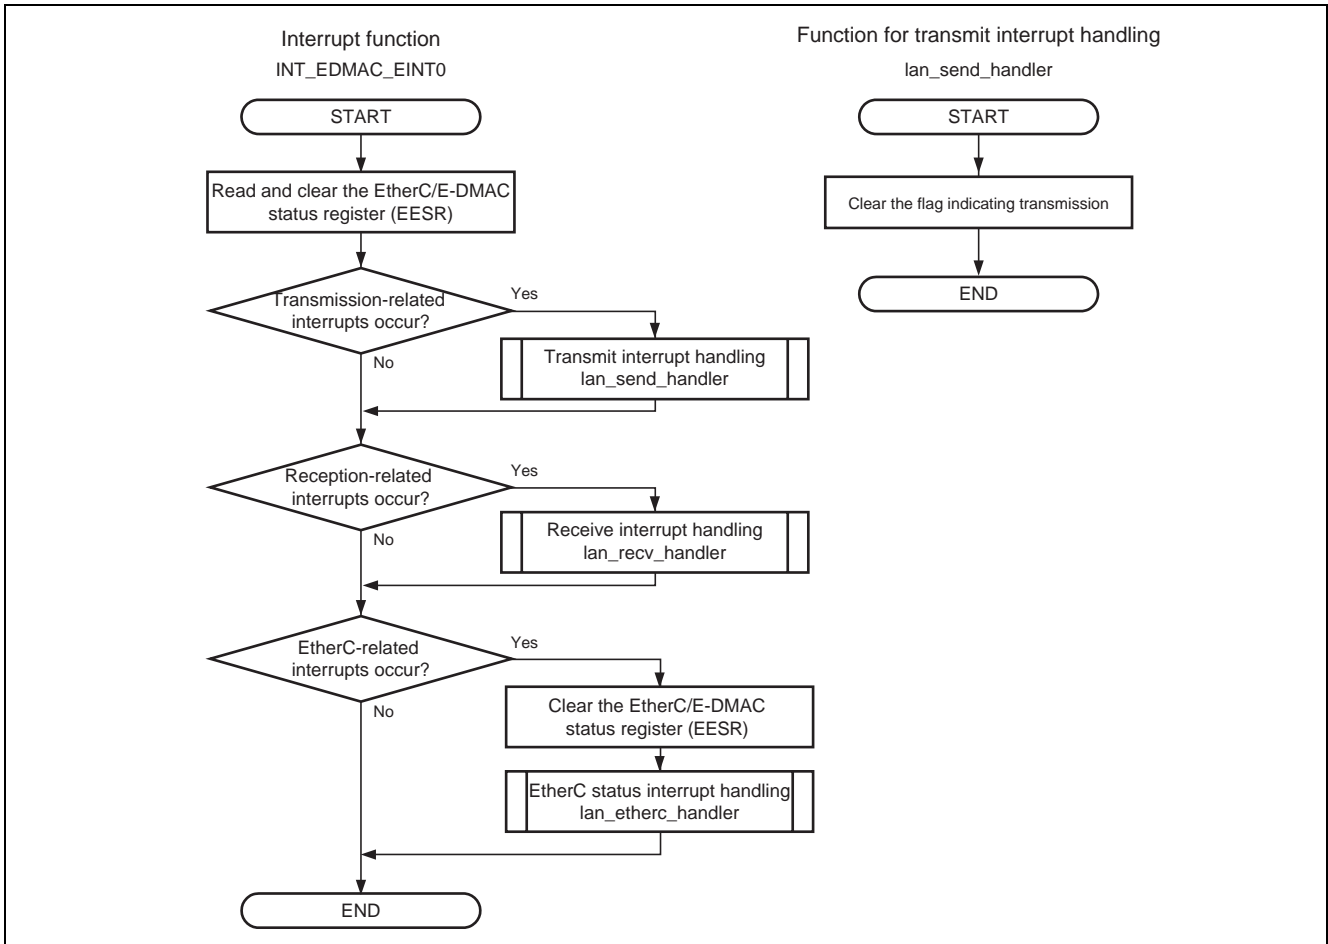 Interrupt function
INT_EDMAC_EINT0
START
Read and clear the EtherC/E-DMAC
status register (EESR)
Transmission-related
interrupts occur?
Yes
No
Transmit interrupt handling
lan_send_handler
Reception-related
interrupts occur?
Yes
No
Receive interrupt handling
lan_recv_handler
EtherC-related
interrupts occur?
Yes
No
Clear the EtherC/E-DMAC
status register (EESR)
EtherC status interrupt handling
lan_etherc_handler
END
Function for transmit interrupt handling
lan_send_handler
START
Clear the flag indicating transmission
END